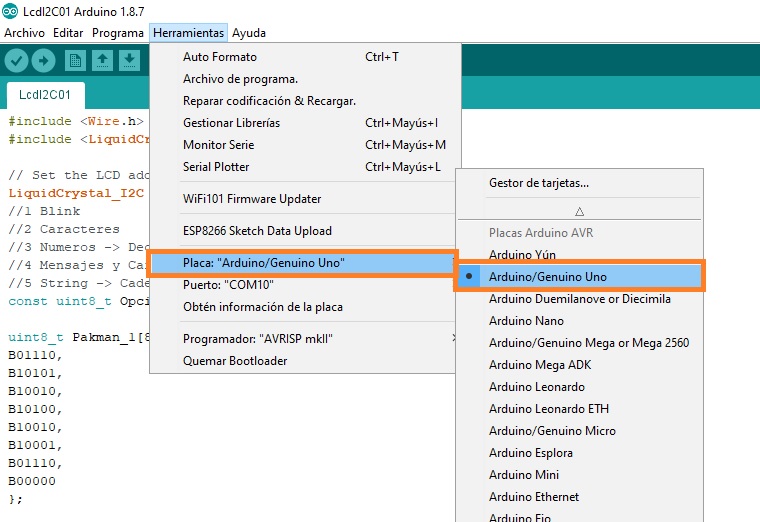 LcdI2C01 Arduino 1.8.7
Archivo Editar Programa Herramientas Ayuda
LcdI2C01
#include <Wire.h>
#include <LiquidCr
// Set the LCD add
LiquidCrystal_I2C
//1 Blink
//2 Caracteres
//3 Numeros -> Dec
//4 Mensajes y Car
//5 String -> Cade
const uint8_t Opci
uint8_t Pakman_1[8
B01110,
B10101,
B10010,
B10100,
B10010,
B10001,
B01110,
B00000
};
Auto Formato Ctrl+T
Archivo de programa.
Reparar codificación & Recargar.
Gestionar Librerías Ctrl+Mayús+I
Monitor Serie Ctrl+Mayús+M
Serial Plotter Ctrl+Mayús+L
WiFi101 Firmware Updater
ESP8266 Sketch Data Upload
Placa: "Arduino/Genuino Uno"
Puerto: "COM10"
Obtén información de la placa
Programador: "AVRISP mkII"
Quemar Bootloader
Gestor de tarjetas...
Placas Arduino AVR
Arduino Yún
Arduino/Genuino Uno
Arduino Duemilanove or Diecimila
Arduino Nano
Arduino/Genuino Mega or Mega 2560
Arduino Mega ADK
Arduino Leonardo
Arduino Leonardo ETH
Arduino/Genuino Micro
Arduino Esplora
Arduino Mini
Arduino Ethernet
Arduino Fio